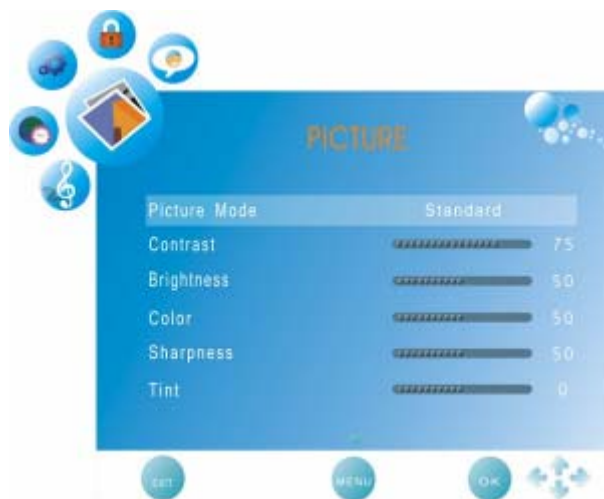 PICTURE
Picture Mode Standard
Contrast 75
Brightness 50
Color 50
Sharpness 50
Tint 0
EXIT MENU OK